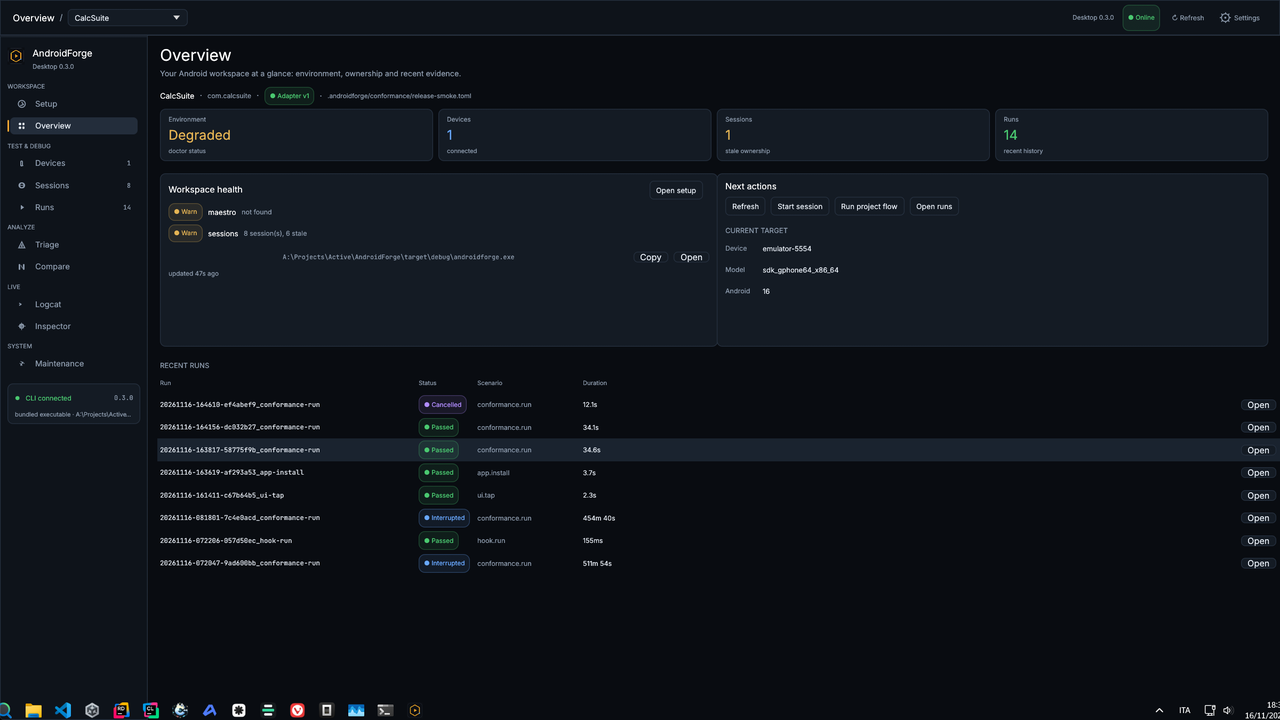 Overview / CalcSuite
Desktop 0.3.0 Online Refresh Settings
AndroidForge
Desktop 0.3.0
WORKSPACE
Setup
Overview
TEST & DEBUG
Devices 1
Sessions 8
Runs 14
ANALYZE
Triage
Compare
LIVE
Logcat
Inspector
SYSTEM
Maintenance
CLI connected 0.3.0
bundled executable · A:\Projects\Active...
Overview
Your Android workspace at a glance: environment, ownership and recent evidence.
CalcSuite · com.calcsuite · Adapter v1 · .androidforge/conformance/release-smoke.toml
Environment
Degraded
doctor status
Devices
1
connected
Sessions
1
stale ownership
Runs
14
recent history
Workspace health Open setup
Warn maestro not found
Warn sessions 8 session(s), 6 stale
A:\Projects\Active\AndroidForge\target\debug\androidforge.exe Copy Open
updated 47s ago
Next actions
Refresh Start session Run project flow Open runs
CURRENT TARGET
Device emulator-5554
Model sdk_gphone64_x86_64
Android 16
RECENT RUNS
Run Status Scenario Duration
20261116-164610-ef4abef9_conformance-run Cancelled conformance.run 12.1s Open
20261116-164156-dc032b27_conformance-run Passed conformance.run 34.1s Open
20261116-163817-58775f9b_conformance-run Passed conformance.run 34.6s Open
20261116-163619-af293a53_app-install Passed app.install 3.7s Open
20261116-161411-c67b64b5_ui-tap Passed ui.tap 2.3s Open
20261116-081801-7c4e0acd_conformance-run Interrupted conformance.run 454m 40s Open
20261116-072206-057d50ec_hook-run Passed hook.run 155ms Open
20261116-072047-9ad600bb_conformance-run Interrupted conformance.run 511m 54s Open
ITA